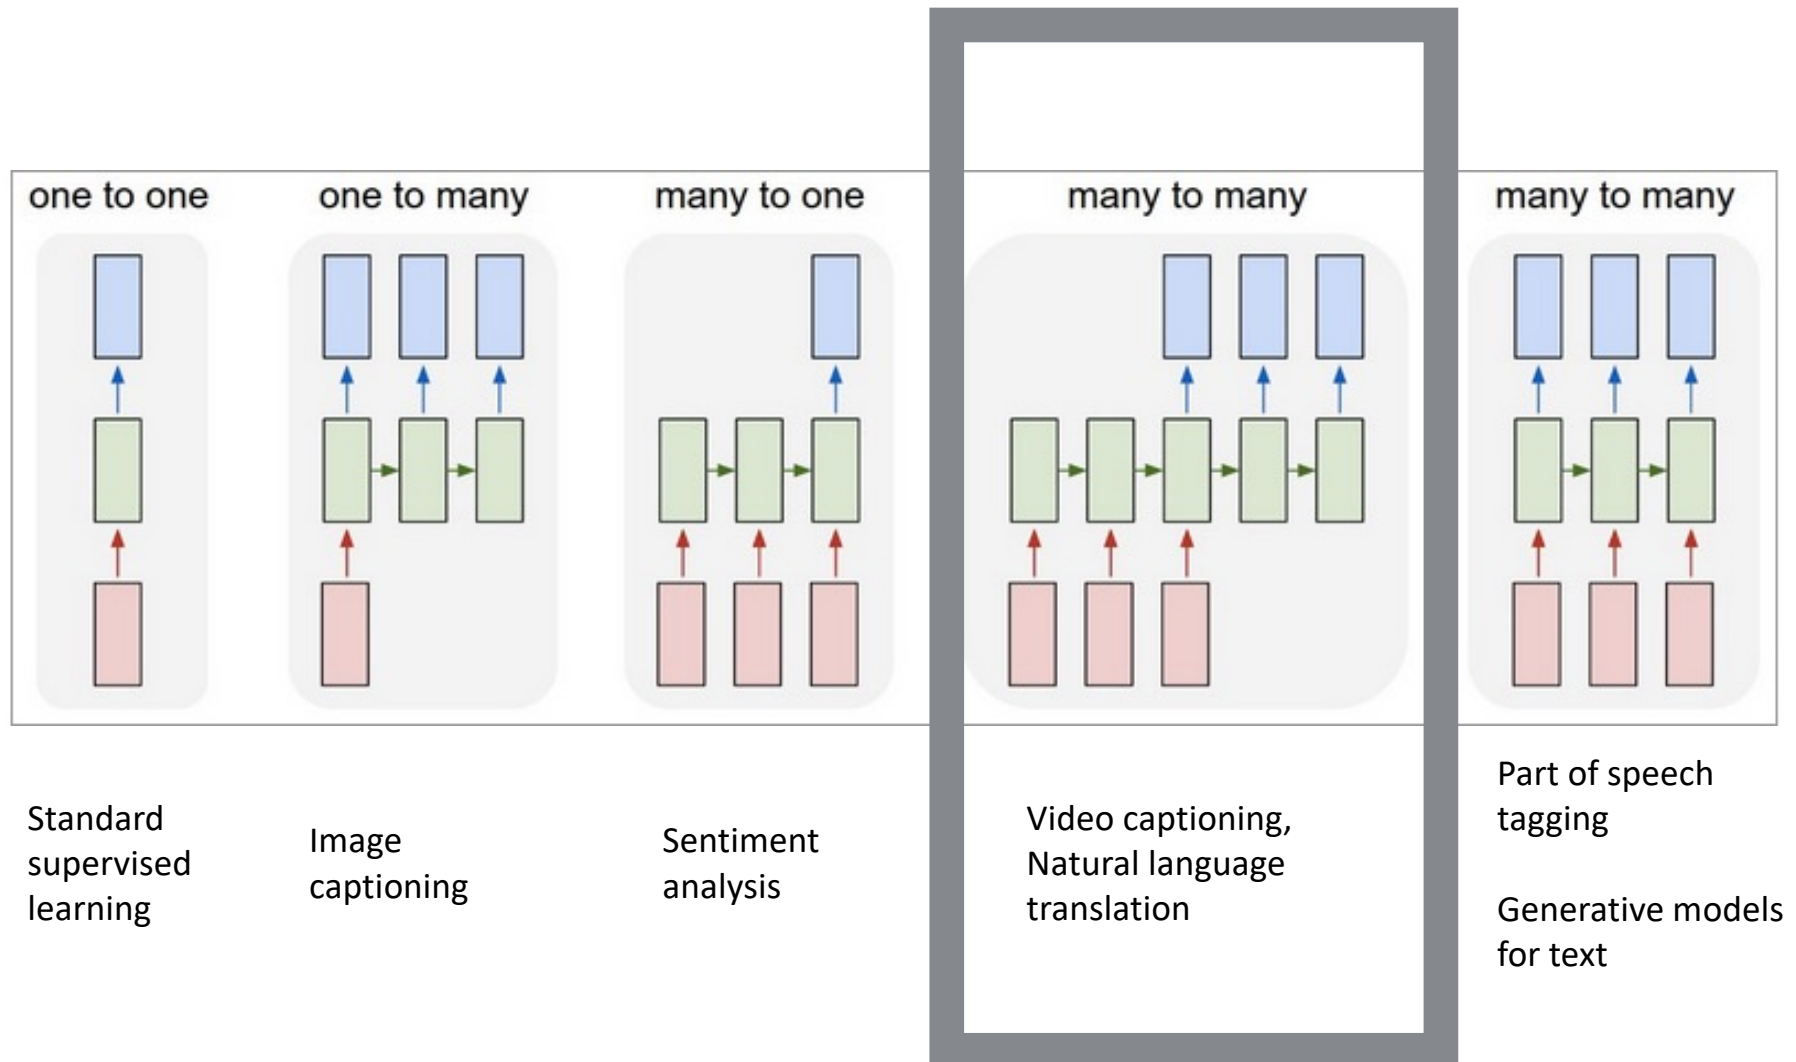 one to one
one to many
many to one
many to many
many to many
Standard
supervised
learning
Image
captioning
Sentiment
analysis
Video captioning,
Natural language
translation
Part of speech
tagging
Generative models
for text